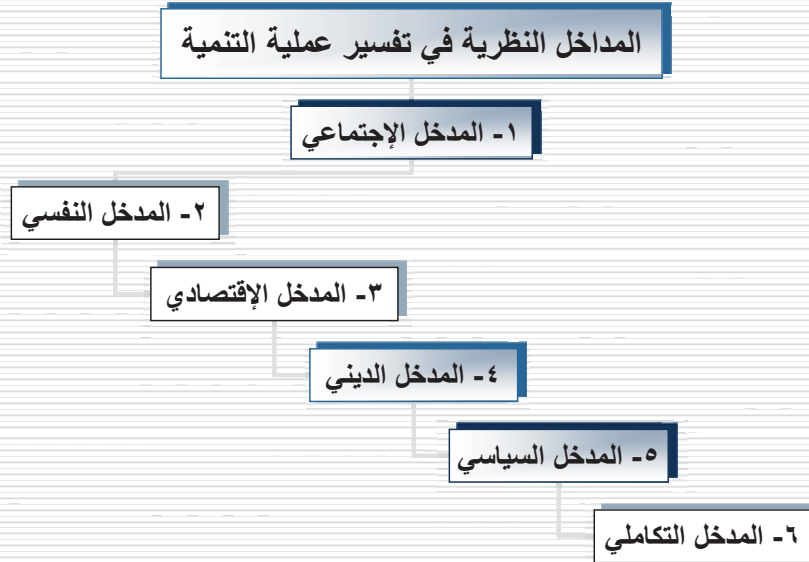 المداخل النظرية في تفسير عملية التنمية
١- المدخل الإجتماعي
٢- المدخل النفسي
٣- المدخل الإقتصادي
٤- المدخل الديني
٥- المدخل السياسي
٦- المدخل التكاملي